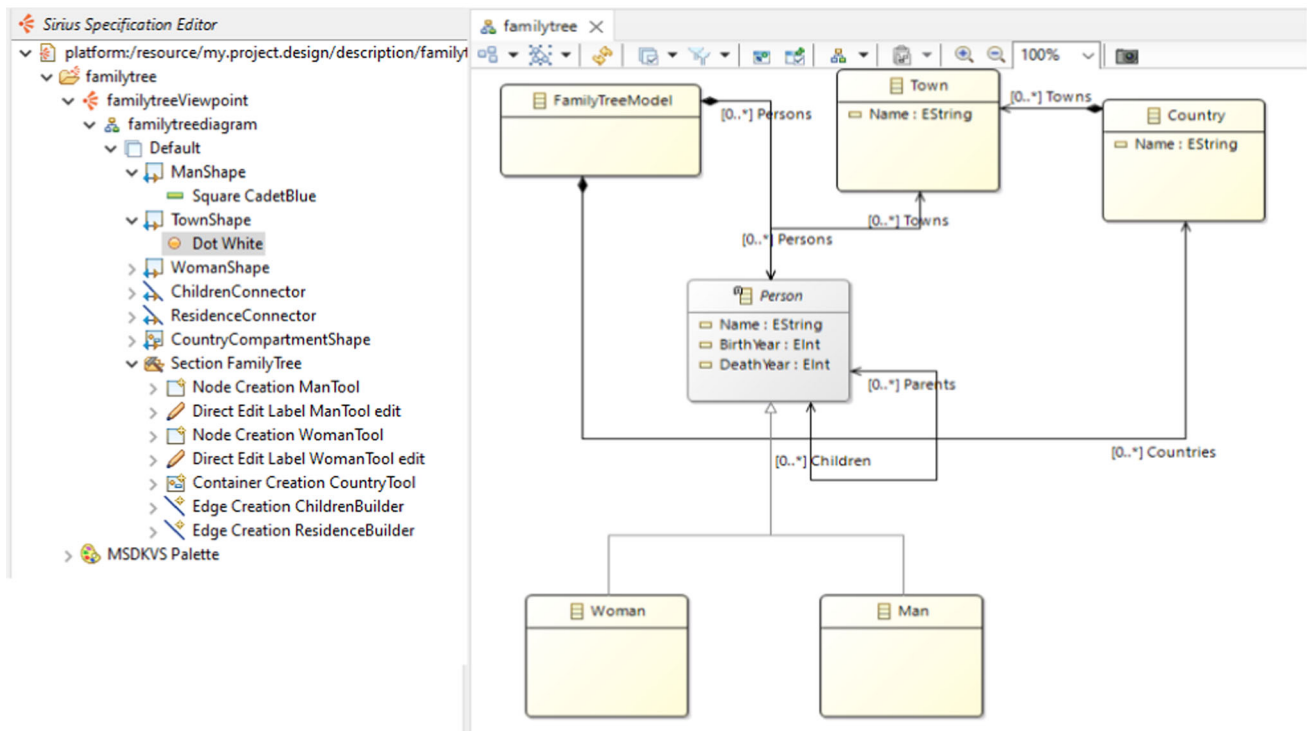 Sirius Specification Editor
platform:/resource/my.project.design/description/familyt
familytree
familytreeViewpoint
familytreediagram
Default
ManShape
Square CadetBlue
TownShape
Dot White
WomanShape
ChildrenConnector
ResidenceConnector
CountryCompartmentShape
Section FamilyTree
Node Creation ManTool
Direct Edit Label ManTool edit
Node Creation WomanTool
Direct Edit Label WomanTool edit
Container Creation CountryTool
Edge Creation ChildrenBuilder
Edge Creation ResidenceBuilder
MSDKVS Palette
familytree
100%
FamilyTreeModel
[0..*] Persons
Town
Name : EString
[0..*] Towns
Country
Name : EString
[0..*] Towns
[0..*] Persons
Person
Name : EString
BirthYear : EInt
DeathYear : EInt
[0..*] Parents
[0..*] Children
[0..*] Countries
Woman
Man